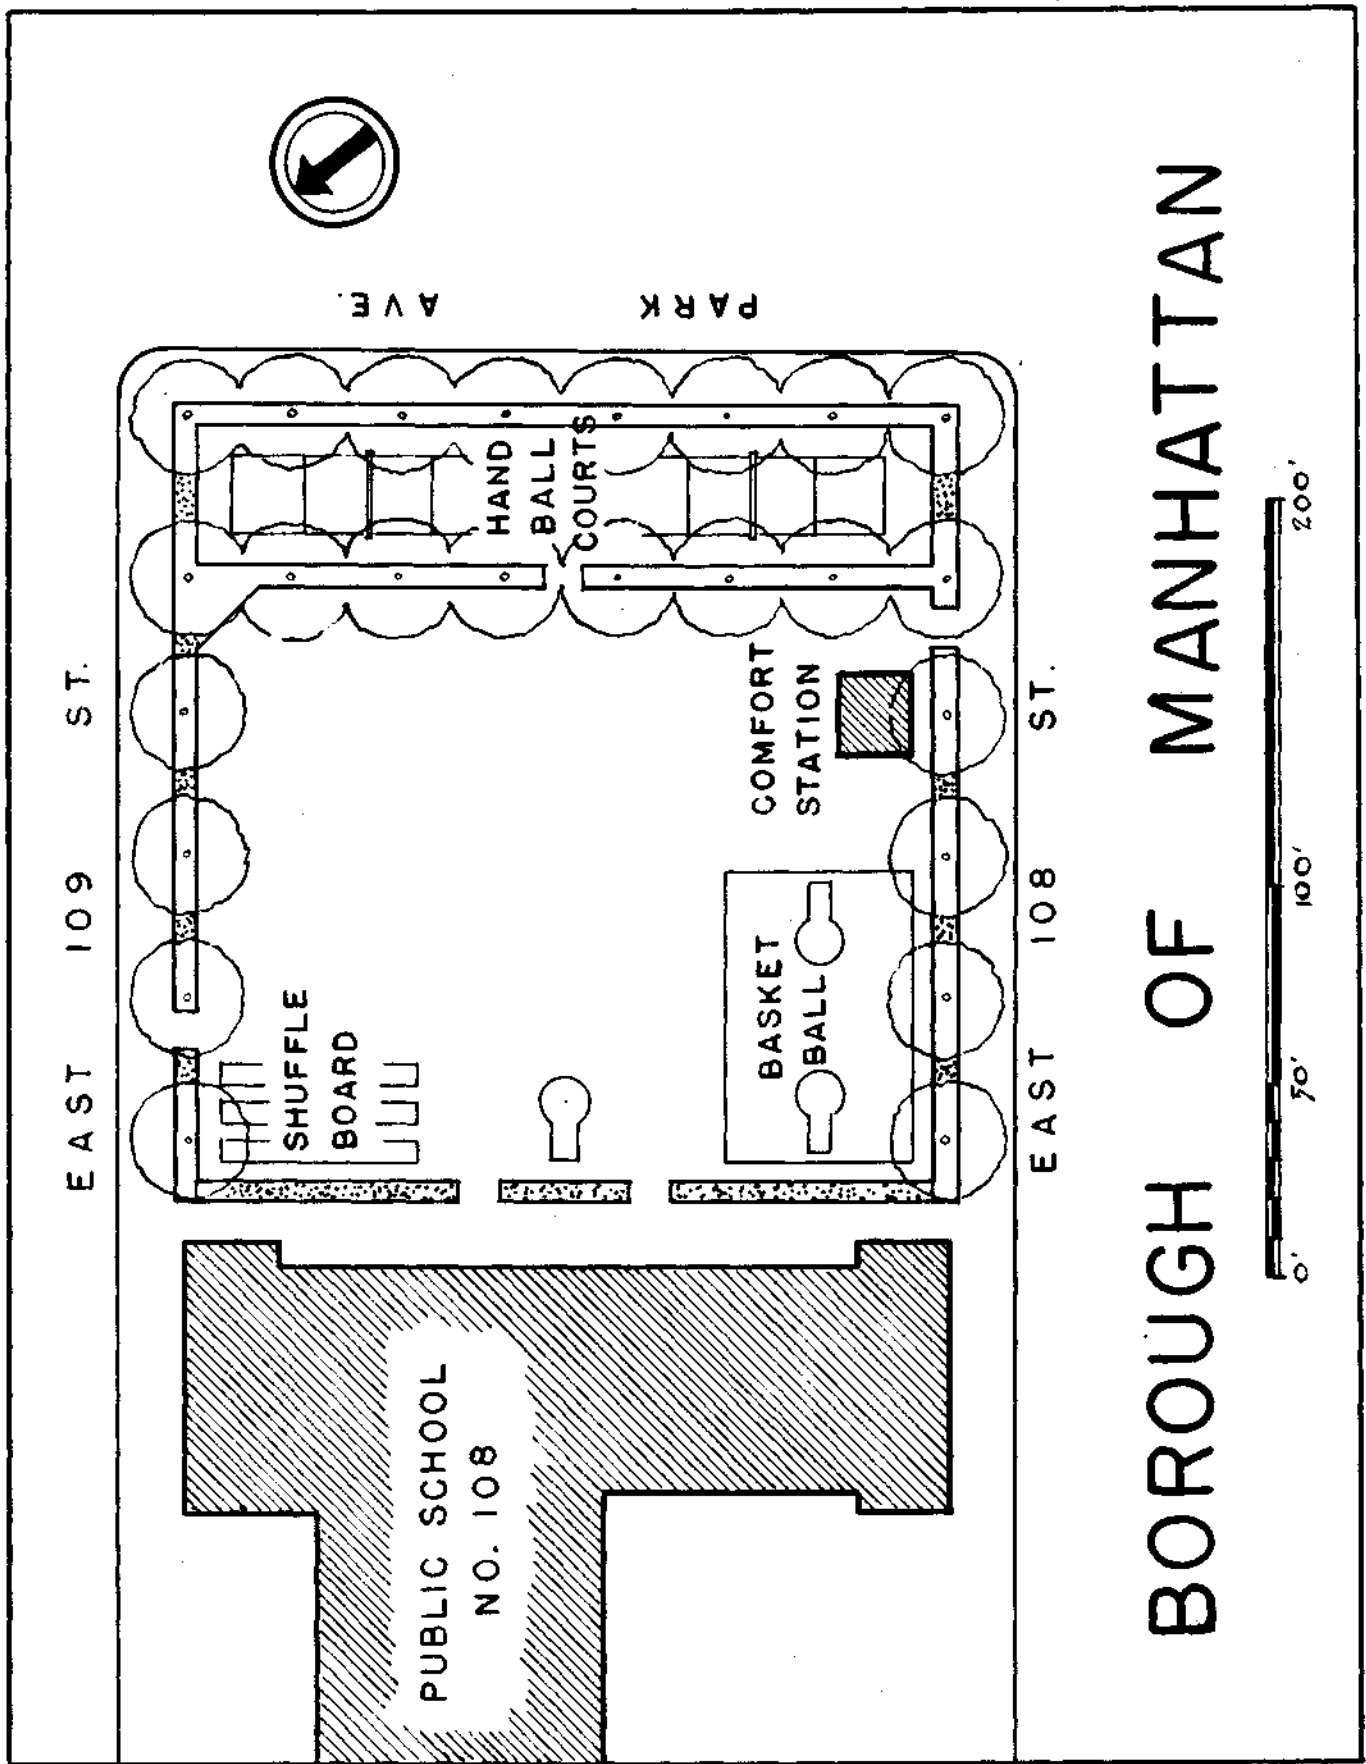 EAST 109 ST.
PARK AVE.
HAND
BALL
COURTS
SHUFFLE
BOARD
COMFORT
STATION
BASKET
BALL
EAST 108 ST.
PUBLIC SCHOOL
NO. 108
BOROUGH OF MANHATTAN
0' 50' 100' 200'